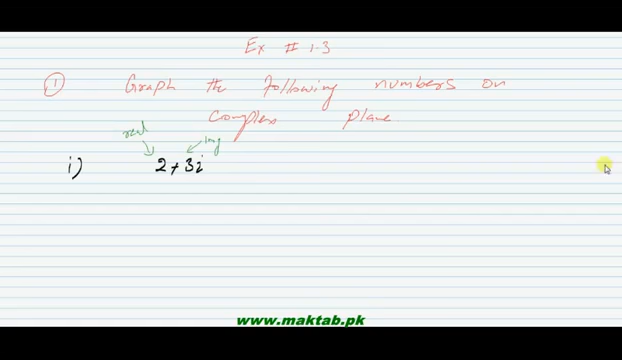 Ex # 1.3
① Graph the following numbers on
complex plane
real img
i) 2+3i
www.maktab.pk